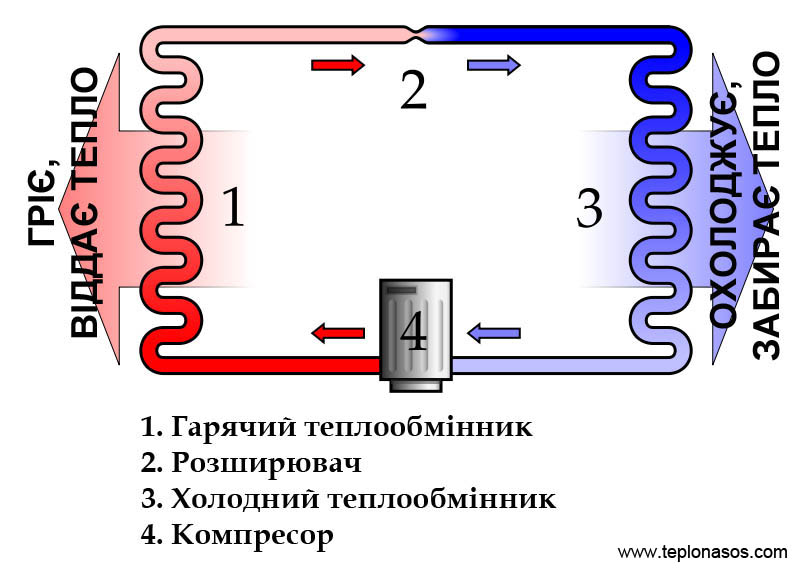 ГРІЄ,
ВІДДАЄ ТЕПЛО
2
1
3
4
ОХОЛОДЖУЄ,
ЗАБИРАЄ ТЕПЛО
1. Гарячий теплообмінник
2. Розширювач
3. Холодний теплообмінник
4. Компресор
www.teplonasos.com